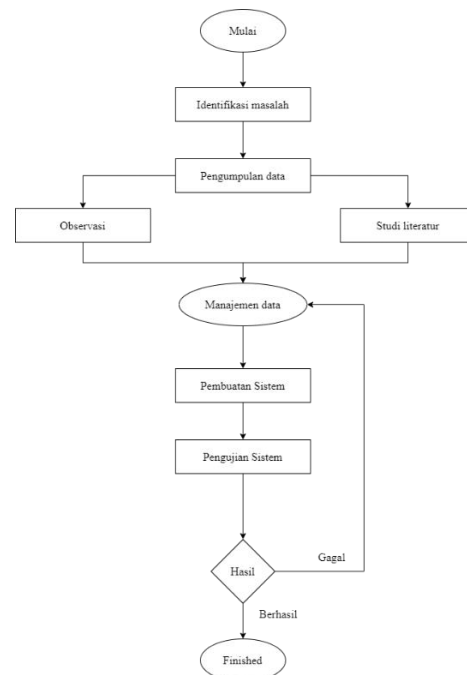 Mulai
Identifikasi masalah
Pengumpulan data
Observasi
Studi literatur
Manajemen data
Pembuatan Sistem
Pengujian Sistem
Gagal
Hasil
Berhasil
Finished